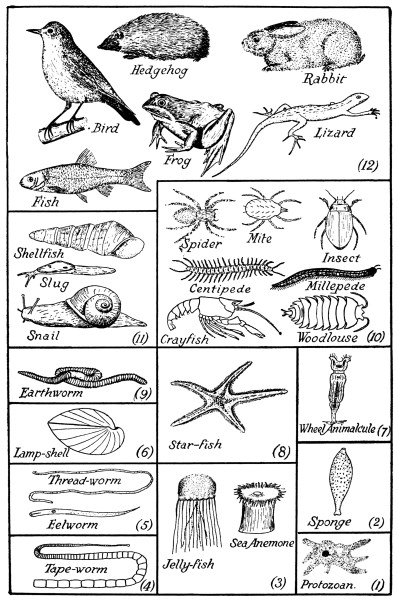 Hedgehog
Rabbit
Bird
Frog
Lizard
Fish
(12)
Shellfish
Slug
Snail
(11)
Spider
Mite
Insect
Centipede
Millepede
Crayfish
Woodlouse
(10)
Earthworm
(9)
Star-fish
(8)
Wheel Animalcule (7)
Lamp-shell
(6)
Thread-worm
Eelworm
(5)
Tape-worm
(4)
Jelly-fish
Sea Anemone
(3)
Sponge
(2)
Protozoan.
(1)